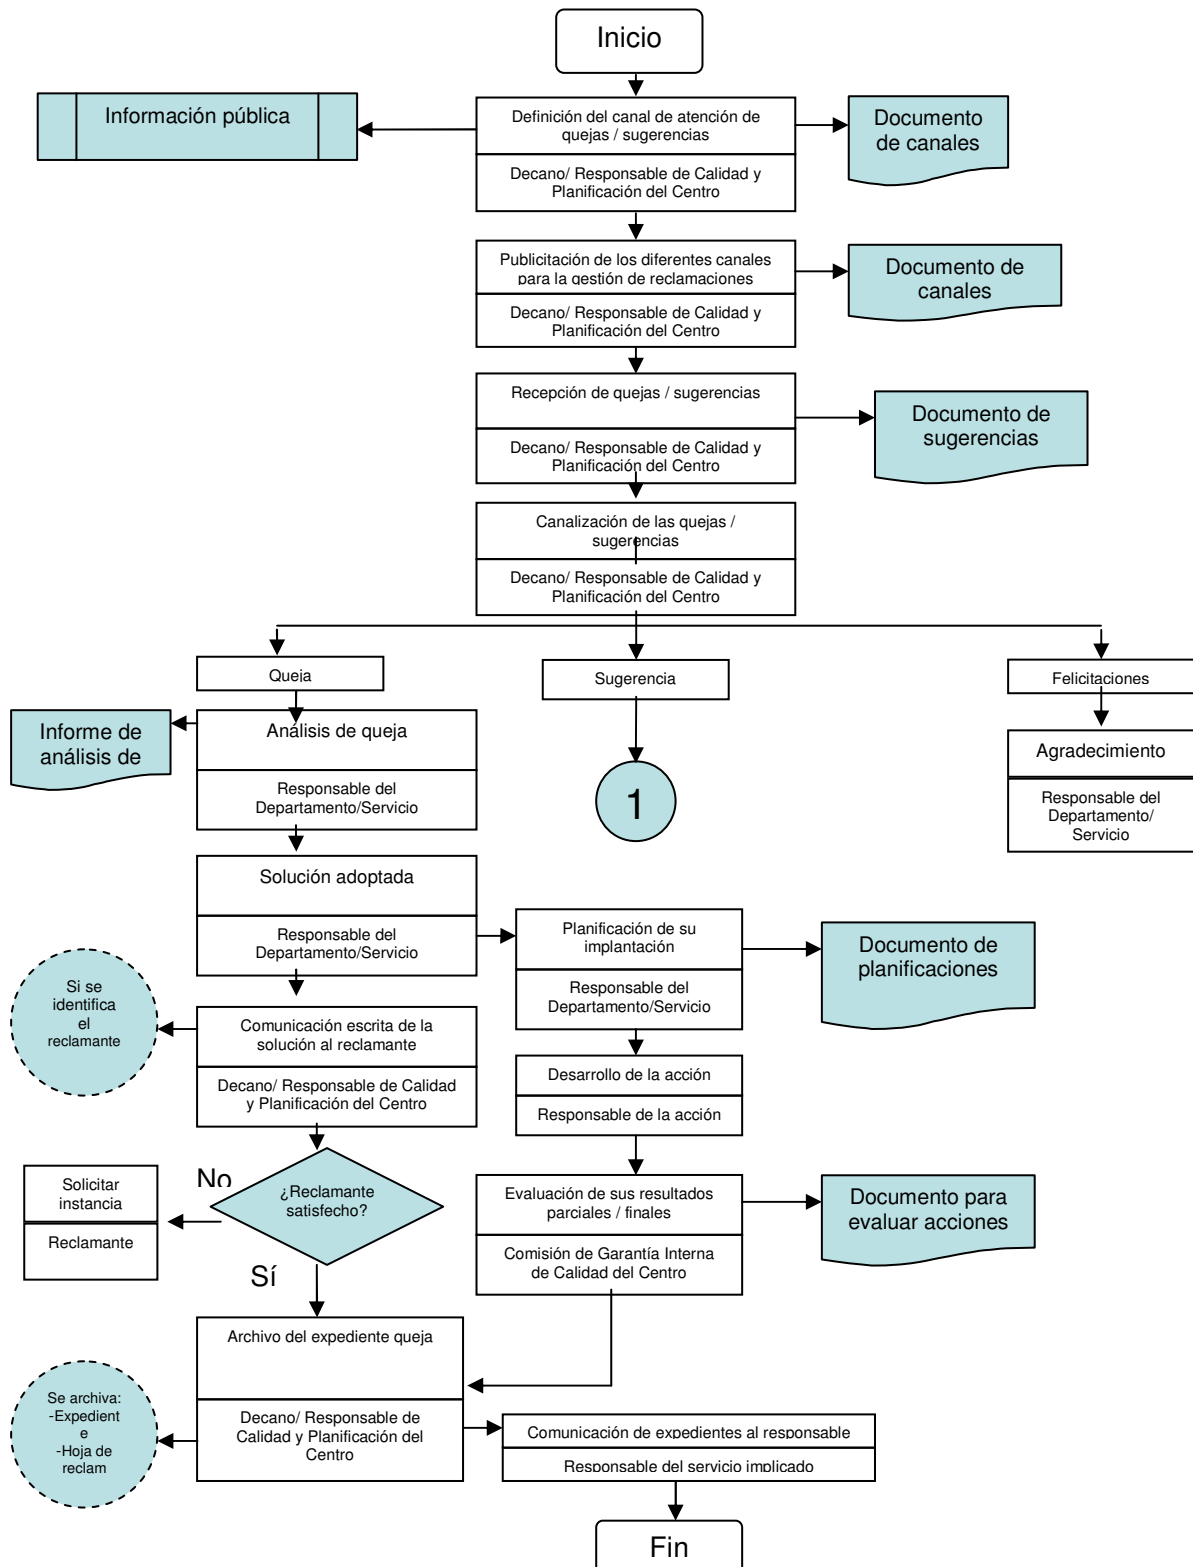 Inicio
Información pública
Definición del canal de atención de
quejas / sugerencias
Decano/ Responsable de Calidad y
Planificación del Centro
Documento
de canales
Publicitación de los diferentes canales
para la gestión de reclamaciones
Decano/ Responsable de Calidad y
Planificación del Centro
Documento de
canales
Recepción de quejas / sugerencias
Decano/ Responsable de Calidad y
Planificación del Centro
Documento de
sugerencias
Canalización de las quejas /
sugerencias
Decano/ Responsable de Calidad y
Planificación del Centro
Queja
Sugerencia
Felicitaciones
Informe de
análisis de
Análisis de queja
Responsable del
Departamento/Servicio
1
Agradecimiento
Responsable del
Departamento/
Servicio
Solución adoptada
Responsable del
Departamento/Servicio
Planificación de su
implantación
Responsable del
Departamento/Servicio
Documento de
planificaciones
Si se
identifica
el
reclamante
Comunicación escrita de la
solución al reclamante
Decano/ Responsable de Calidad
y Planificación del Centro
Desarrollo de la acción
Responsable de la acción
Solicitar
instancia
Reclamante
No
¿Reclamante
satisfecho?
Sí
Evaluación de sus resultados
parciales / finales
Comisión de Garantía Interna
de Calidad del Centro
Documento para
evaluar acciones
Archivo del expediente queja
Decano/ Responsable de
Calidad y Planificación del
Centro
Se archiva:
-Expedient
e
-Hoja de
reclam
Comunicación de expedientes al responsable
Responsable del servicio implicado
Fin